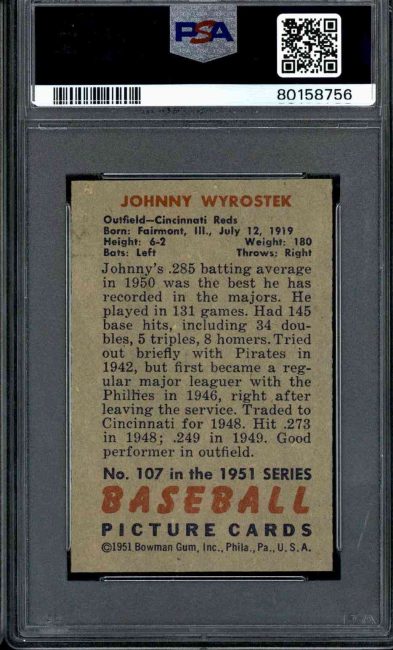 PSA
80158756
JOHNNY WYROSTEK
Outfield—Cincinnati Reds
Born: Fairmont, Ill., July 12, 1919
Height: 6-2 Weight: 180
Bats: Left Throws: Right
Johnny's .285 batting average
in 1950 was the best he has
recorded in the majors. He
played in 131 games. Had 145
base hits, including 34 dou-
bles, 5 triples, 8 homers. Tried
out briefly with Pirates in
1942, but first became a reg-
ular major leaguer with the
Phillies in 1946, right after
leaving the service. Traded to
Cincinnati for 1948. Hit .273
in 1948; .249 in 1949. Good
performer in outfield.
No. 107 in the 1951 SERIES
BASEBALL
PICTURE CARDS
©1951 Bowman Gum, Inc., Phila., Pa., U. S. A.